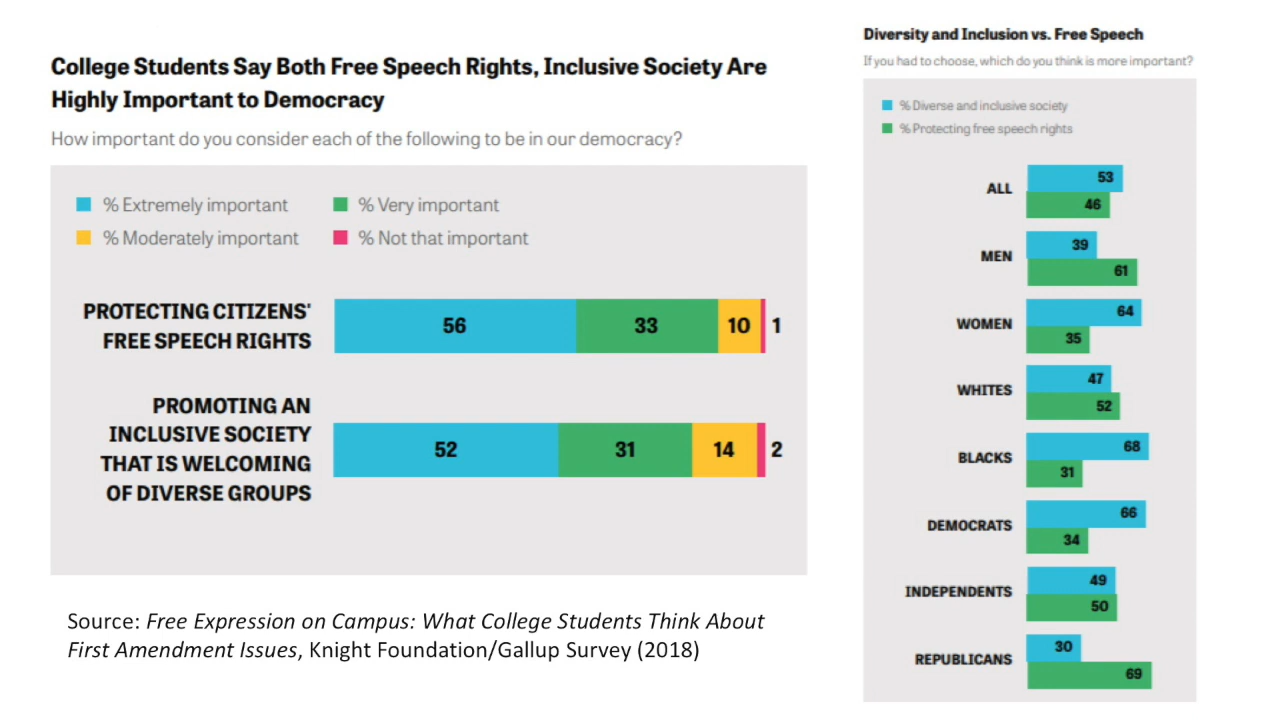 College Students Say Both Free Speech Rights, Inclusive Society Are
Highly Important to Democracy
How important do you consider each of the following to be in our democracy?
% Extremely important
% Very important
% Moderately important
% Not that important
PROTECTING CITIZENS'
FREE SPEECH RIGHTS
56 33 10 1
PROMOTING AN
INCLUSIVE SOCIETY
THAT IS WELCOMING
OF DIVERSE GROUPS
52 31 14 2
Source: Free Expression on Campus: What College Students Think About
First Amendment Issues, Knight Foundation/Gallup Survey (2018)
Diversity and Inclusion vs. Free Speech
If you had to choose, which do you think is more important?
% Diverse and inclusive society
% Protecting free speech rights
ALL
53
46
MEN
39
61
WOMEN
64
35
WHITES
47
52
BLACKS
68
31
DEMOCRATS
66
34
INDEPENDENTS
49
50
REPUBLICANS
30
69